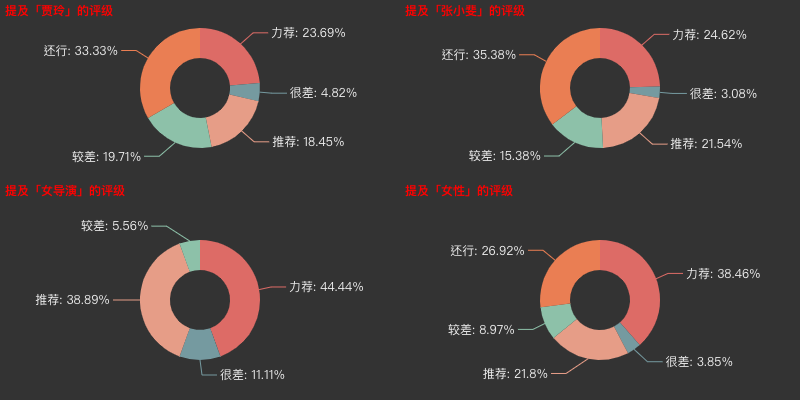 提及「贾玲」的评级
力荐: 23.69%
还行: 33.33%
很差: 4.82%
推荐: 18.45%
较差: 19.71%
提及「张小斐」的评级
力荐: 24.62%
还行: 35.38%
很差: 3.08%
推荐: 21.54%
较差: 15.38%
提及「女导演」的评级
较差: 5.56%
力荐: 44.44%
推荐: 38.89%
很差: 11.11%
提及「女性」的评级
还行: 26.92%
力荐: 38.46%
较差: 8.97%
很差: 3.85%
推荐: 21.8%